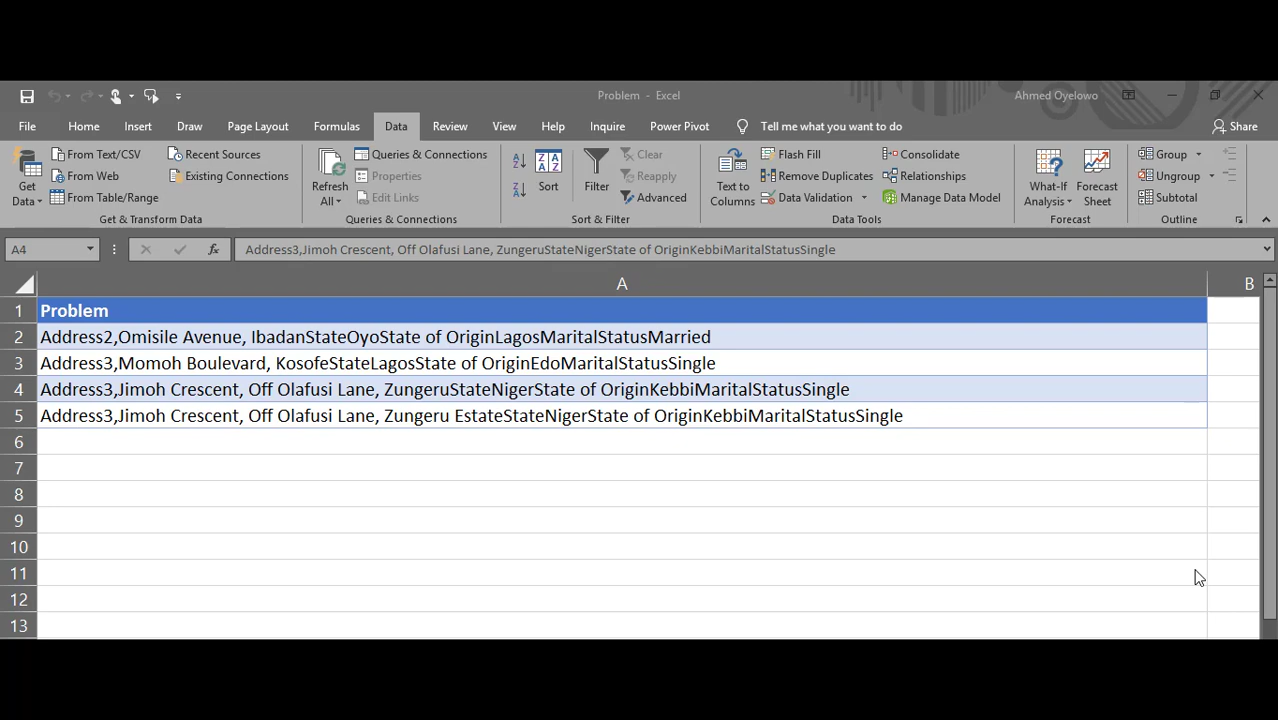 Problem - Excel
Ahmed Oyelowo
File Home Insert Draw Page Layout Formulas Data Review View Help Inquire Power Pivot Tell me what you want to do Share
Get Data
From Text/CSV
From Web
From Table/Range
Recent Sources
Existing Connections
Get & Transform Data
Refresh All
Queries & Connections
Properties
Edit Links
Queries & Connections
Sort
Filter
Clear
Reapply
Advanced
Sort & Filter
Text to Columns
Flash Fill
Remove Duplicates
Data Validation
Consolidate
Relationships
Manage Data Model
Data Tools
What-If Analysis
Forecast Sheet
Forecast
Group
Ungroup
Subtotal
Outline
A4 fx Address3,Jimoh Crescent, Off Olafusi Lane, ZungeruStateNigerState of OriginKebbiMaritalStatusSingle
A B
1 Problem
2 Address2,Omisile Avenue, IbadanStateOyoState of OriginLagosMaritalStatusMarried
3 Address3,Momoh Boulevard, KosofeStateLagosState of OriginEdoMaritalStatusSingle
4 Address3,Jimoh Crescent, Off Olafusi Lane, ZungeruStateNigerState of OriginKebbiMaritalStatusSingle
5 Address3,Jimoh Crescent, Off Olafusi Lane, Zungeru EstateStateNigerState of OriginKebbiMaritalStatusSingle
6
7
8
9
10
11
12
13